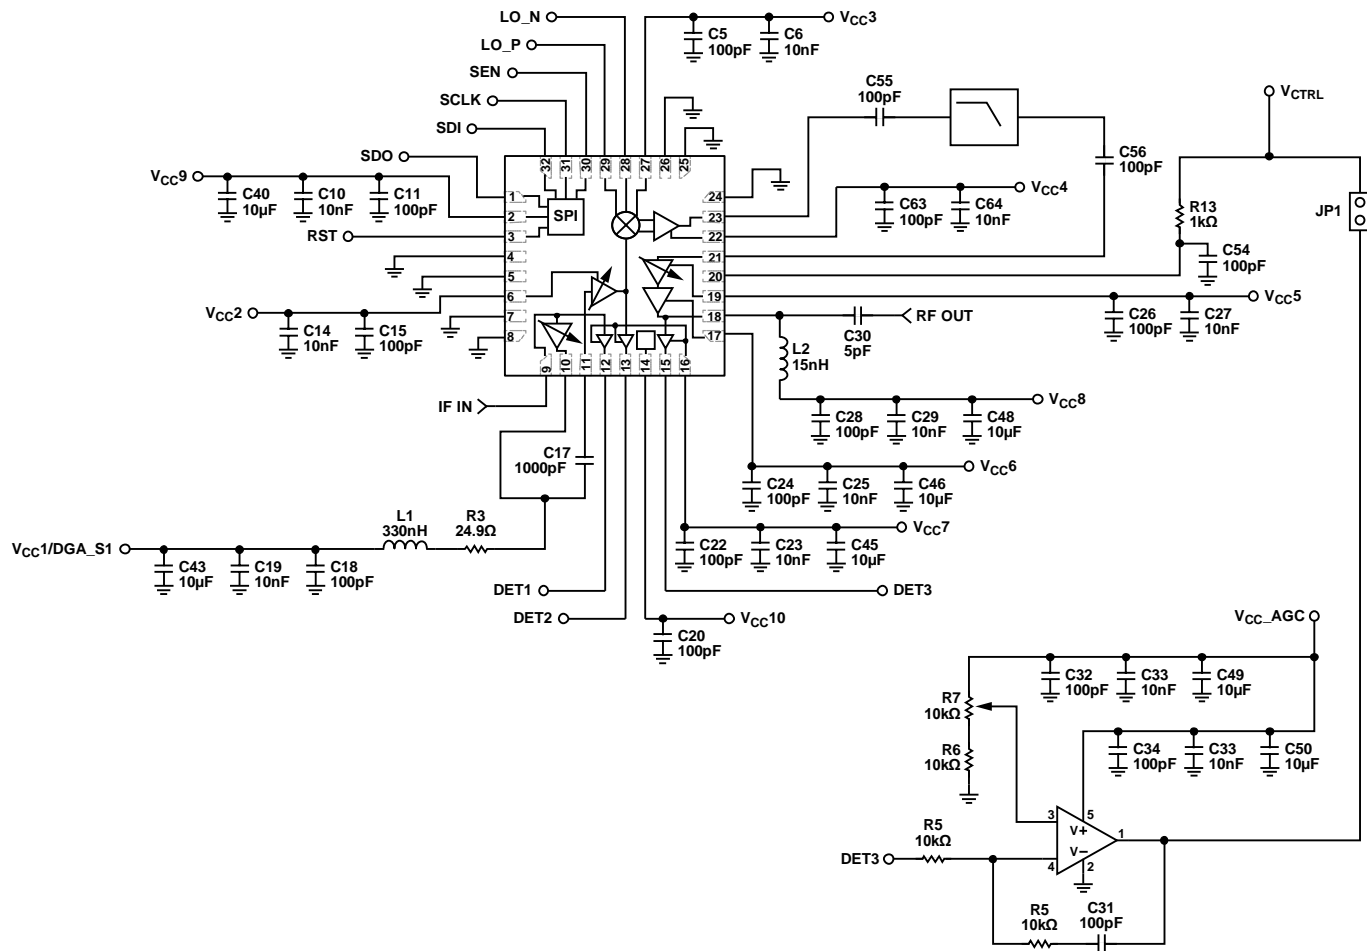 LO_N
LO_P
SEN
SCLK
SDI
SDO
VCC3
C5
100pF
C6
10nF
C55
100pF
C56
100pF
VCTRL
R13
1kΩ
JP1
C54
100pF
VCC9
C40
10µF
C10
10nF
C11
100pF
RST
32
31
30
29
28
27
26
25
1
2
3
4
5
6
7
8
SPI
24
23
22
21
20
19
18
17
9
10
11
12
13
14
15
16
C63
100pF
C64
10nF
VCC4
VCC2
C14
10nF
C15
100pF
C26
100pF
C27
10nF
VCC5
C30
5pF
RF OUT
L2
15nH
C28
100pF
C29
10nF
C48
10µF
VCC8
IF IN
C17
1000pF
C24
100pF
C25
10nF
C46
10µF
VCC6
VCC1/DGA_S1
C43
10µF
C19
10nF
C18
100pF
L1
330nH
R3
24.9Ω
C22
100pF
C23
10nF
C45
10µF
VCC7
DET1
DET2
DET3
C20
100pF
VCC10
VCC_AGC
C32
100pF
C33
10nF
C49
10µF
R7
10kΩ
R6
10kΩ
C34
100pF
C33
10nF
C50
10µF
3
5
V+
V–
1
4
2
DET3
R5
10kΩ
R5
10kΩ
C31
100pF